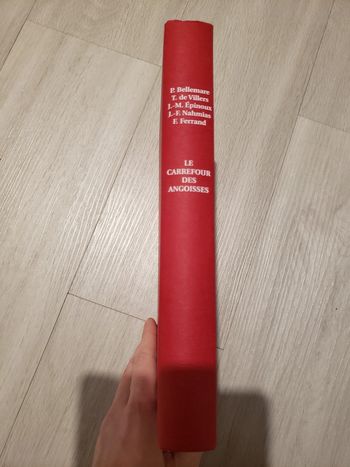 P. Bellemare
T. de Villers
J.-M. Épinoux
J.-F. Nahmias
F. Ferrand
LE
CARREFOUR
DES
ANGOISSES